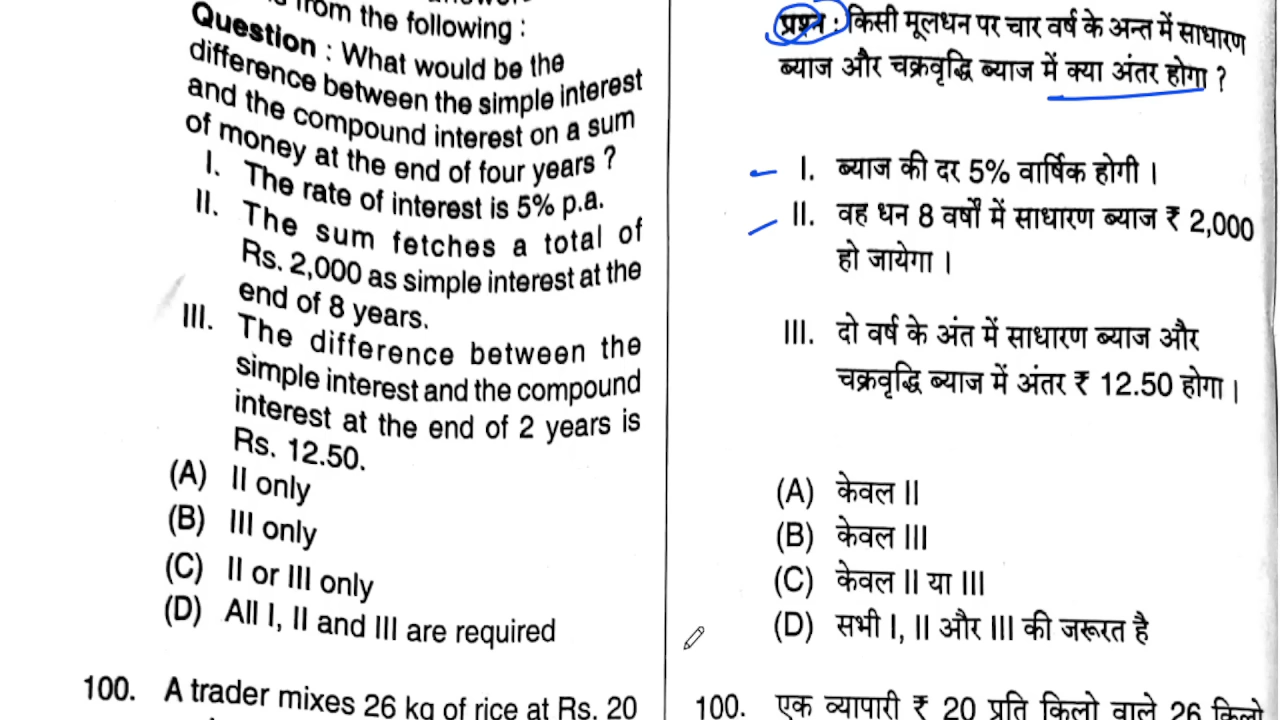 from the following :
Question : What would be the
difference between the simple interest
and the compound interest on a sum
of money at the end of four years ?
I. The rate of interest is 5% p.a.
II. The sum fetches a total of
Rs. 2,000 as simple interest at the
end of 8 years.
III. The difference between the
simple interest and the compound
interest at the end of 2 years is
Rs. 12.50.
(A) II only
(B) III only
(C) II or III only
(D) All I, II and III are required
100. A trader mixes 26 kg of rice at Rs. 20
प्रश्न : किसी मूलधन पर चार वर्ष के अन्त में साधारण
ब्याज और चक्रवृद्धि ब्याज में क्या अंतर होगा ?
I. ब्याज की दर 5% वार्षिक होगी ।
II. वह धन 8 वर्षों में साधारण ब्याज ₹ 2,000
हो जायेगा ।
III. दो वर्ष के अंत में साधारण ब्याज और
चक्रवृद्धि ब्याज में अंतर ₹ 12.50 होगा ।
(A) केवल II
(B) केवल III
(C) केवल II या III
(D) सभी I, II और III की जरूरत है
100. एक व्यापारी ₹ 20 प्रति किलो वाले 26 किलो